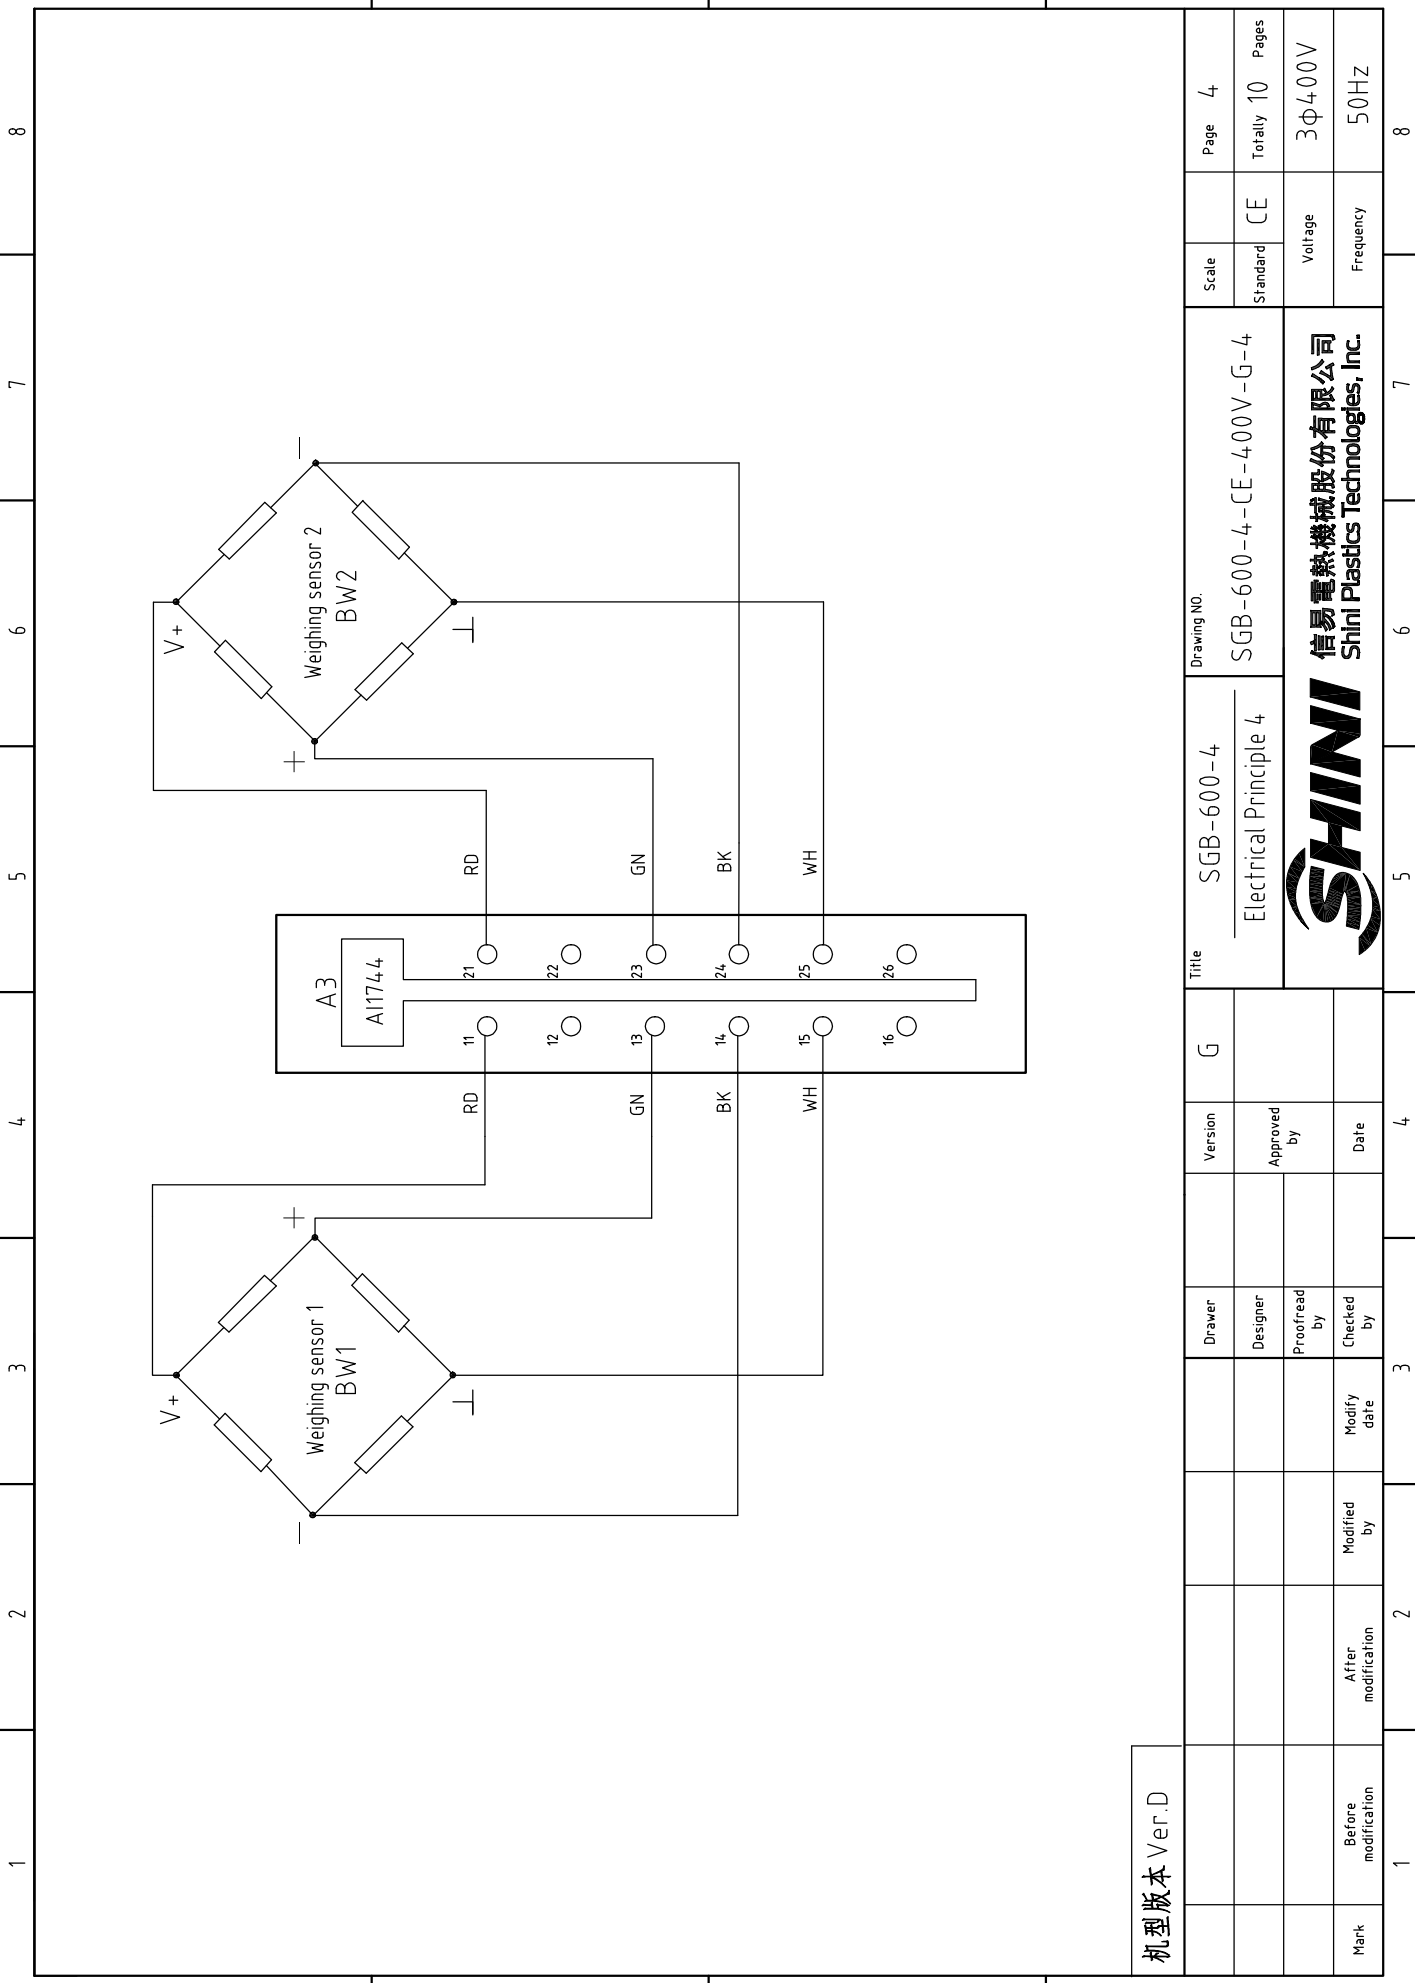 1 2 3 4 5 6 7 8
V+
V+
+
+
—
—
Weighing sensor 1
BW1
Weighing sensor 2
BW2
⊥
⊥
A3
AI1744
RD
11
21
RD
12
22
GN
13
23
GN
BK
14
24
BK
WH
15
25
WH
16
26
机型版本 Ver.D
Mark
Before
modification
After
modification
Modified
by
Modify
date
Drawer
Designer
Proofread
by
Checked
by
Version
G
Approved
by
Date
Title
SGB-600-4
Electrical Principle 4
Drawing NO.
SGB-600-4-CE-400V-G-4
SHINI
信易電熱機械股份有限公司
Shini Plastics Technologies, Inc.
Scale
Page 4
Standard CE
Totally 10 Pages
Voltage
3ϕ400V
Frequency
50Hz
1 2 3 4 5 6 7 8